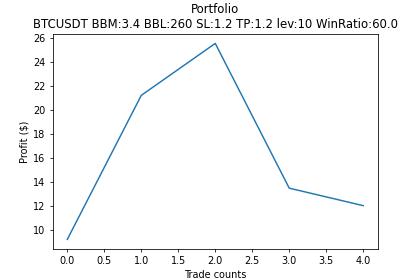 Portfolio
BTCUSDT BBM:3.4 BBL:260 SL:1.2 TP:1.2 lev:10 WinRatio:60.0
26
24
22
20
18
16
14
12
10
Profit ($)
0.0 0.5 1.0 1.5 2.0 2.5 3.0 3.5 4.0
Trade counts